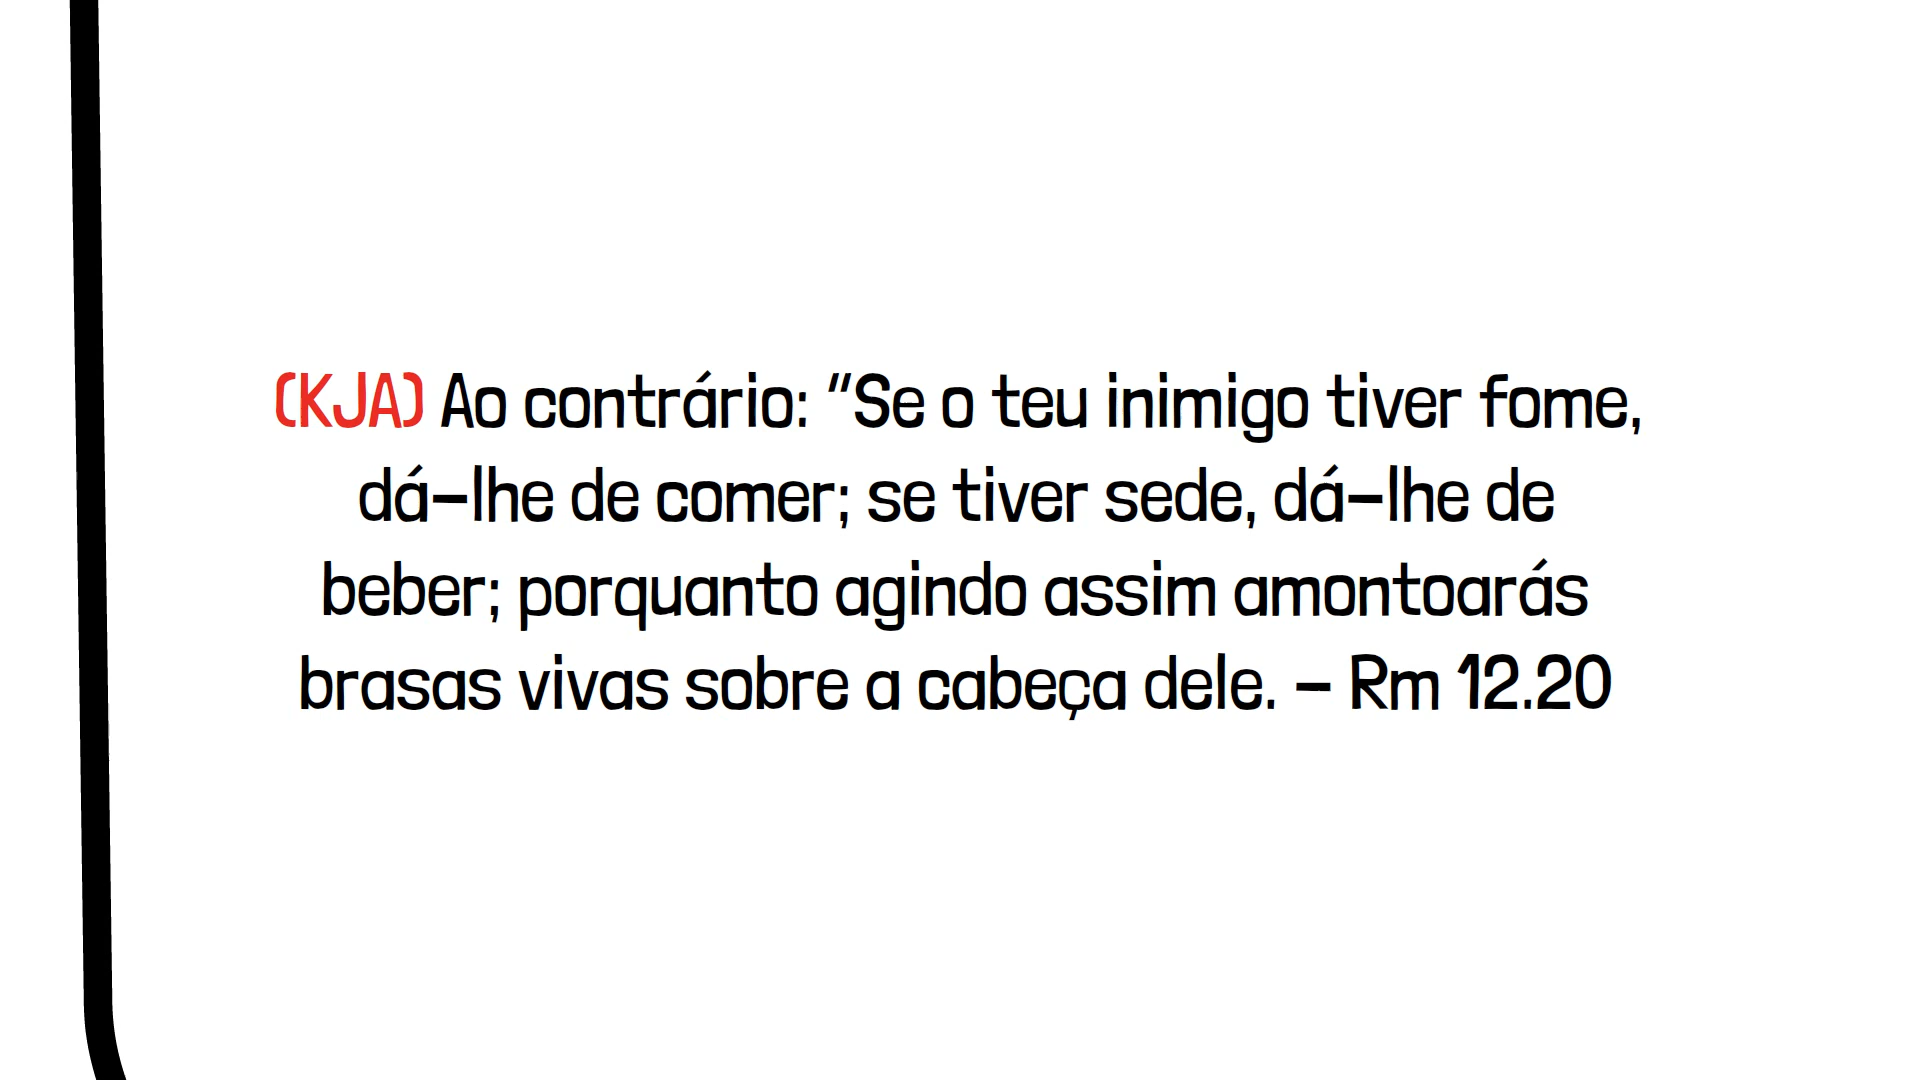 (KJA) Ao contrário: “Se o teu inimigo tiver fome,
dá-lhe de comer; se tiver sede, dá-lhe de
beber; porquanto agindo assim amontoarás
brasas vivas sobre a cabeça dele. - Rm 12.20